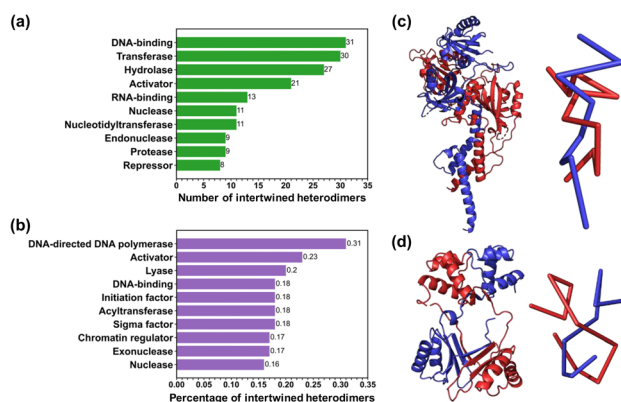 (a)
DNA-binding 31
Transferase 30
Hydrolase 27
Activator 21
RNA-binding 13
Nuclease 11
Nucleotidyltransferase 11
Endonuclease 9
Protease 9
Repressor 8
0 5 10 15 20 25 30 35
Number of intertwined heterodimers
(b)
DNA-directed DNA polymerase 0.31
Activator 0.23
Lyase 0.2
DNA-binding 0.18
Initiation factor 0.18
Acyltransferase 0.18
Sigma factor 0.18
Chromatin regulator 0.17
Exonuclease 0.17
Nuclease 0.16
0.00 0.05 0.10 0.15 0.20 0.25 0.30 0.35
Percentage of intertwined heterodimers
(c)
(d)